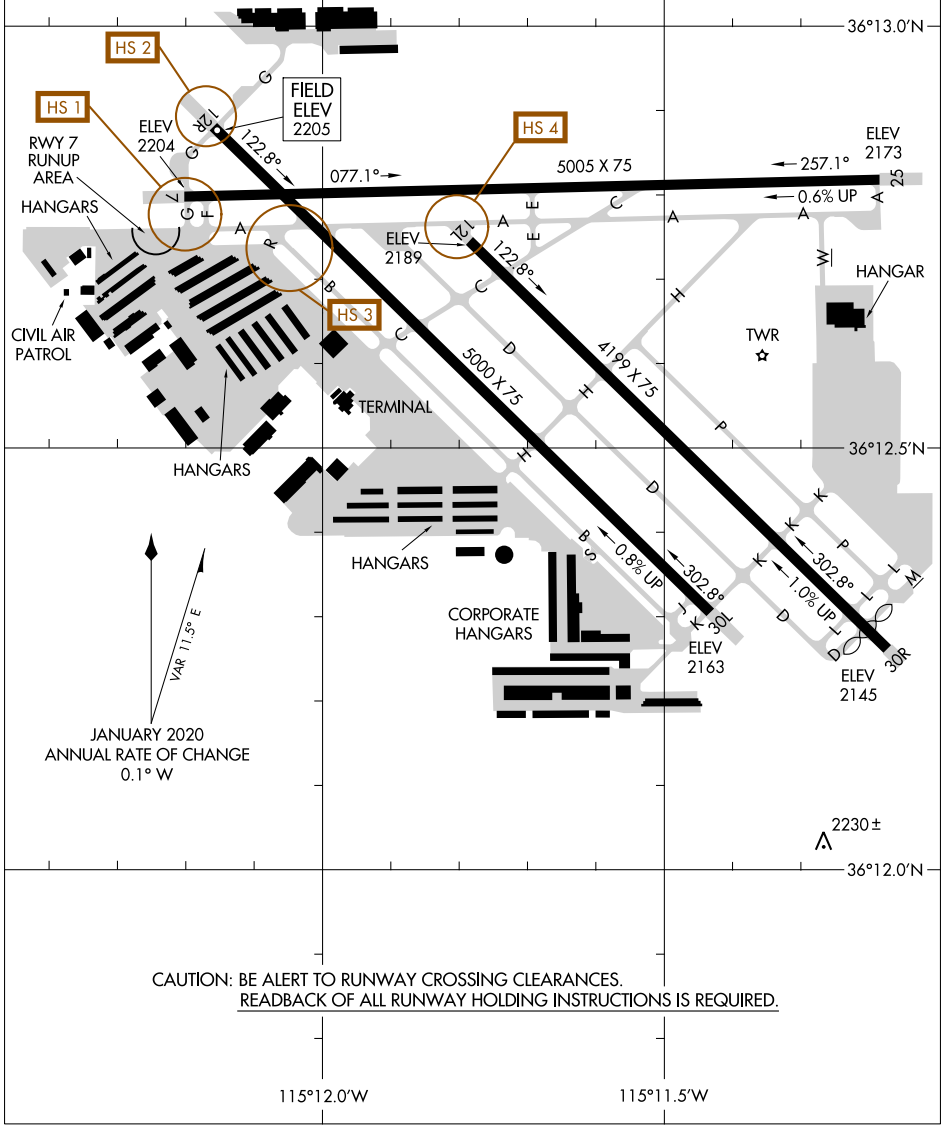 36°13.0'N
HS 2
G
FIELD
ELEV
2205
HS 1
ELEV
2204
12R
HS 4
RWY 7
RUNUP
AREA
G
122.8°
077.1°
5005 X 75
257.1°
ELEV
2173
HANGARS
7
G
F
E
C
0.6% UP
A
25
A
R
12L
A
E
A
A
ELEV
2189
122.8°
W
B
HS 3
C
H
HANGAR
CIVIL AIR
PATROL
C
D
TWR
5000 X 75
4199 X 75
H
TERMINAL
P
HANGARS
H
36°12.5'N
D
K
B
S
K
P
HANGARS
0.8% UP
302.8°
K
302.8°
L
M
1.0% UP
CORPORATE
HANGARS
J
K
30L
D
L
L
D
ELEV
2163
30R
ELEV
2145
VAR 11.5° E
JANUARY 2020
ANNUAL RATE OF CHANGE
0.1° W
2230±
36°12.0'N
CAUTION: BE ALERT TO RUNWAY CROSSING CLEARANCES.
READBACK OF ALL RUNWAY HOLDING INSTRUCTIONS IS REQUIRED.
115°12.0'W
115°11.5'W